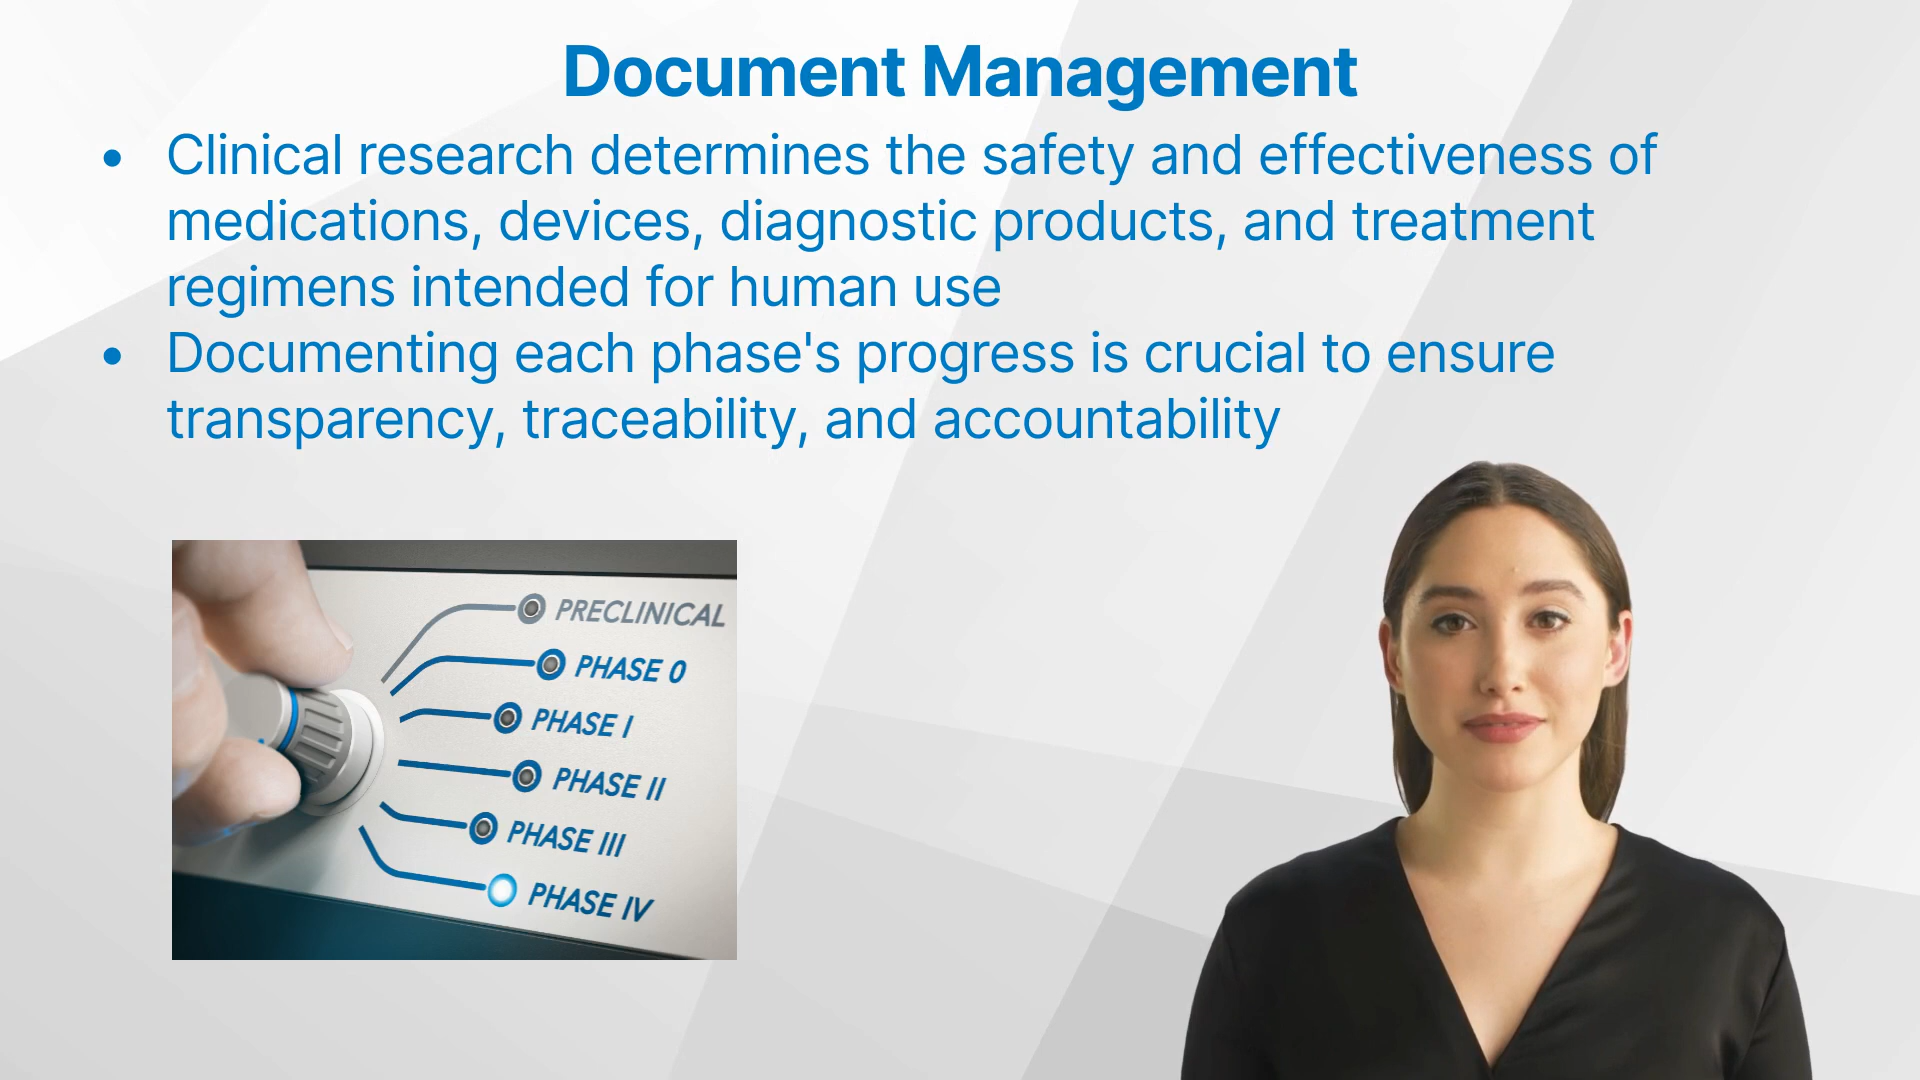 Document Management
• Clinical research determines the safety and effectiveness of
medications, devices, diagnostic products, and treatment
regimens intended for human use
• Documenting each phase's progress is crucial to ensure
transparency, traceability, and accountability
PRECLINICAL
PHASE 0
PHASE I
PHASE II
PHASE III
PHASE IV